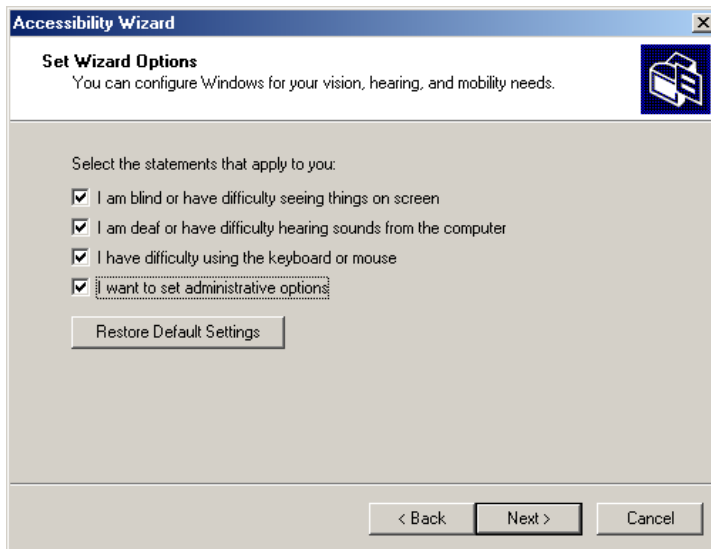 Accessibility Wizard
Set Wizard Options
You can configure Windows for your vision, hearing, and mobility needs.
Select the statements that apply to you:
I am blind or have difficulty seeing things on screen
I am deaf or have difficulty hearing sounds from the computer
I have difficulty using the keyboard or mouse
I want to set administrative options
Restore Default Settings
< Back Next > Cancel